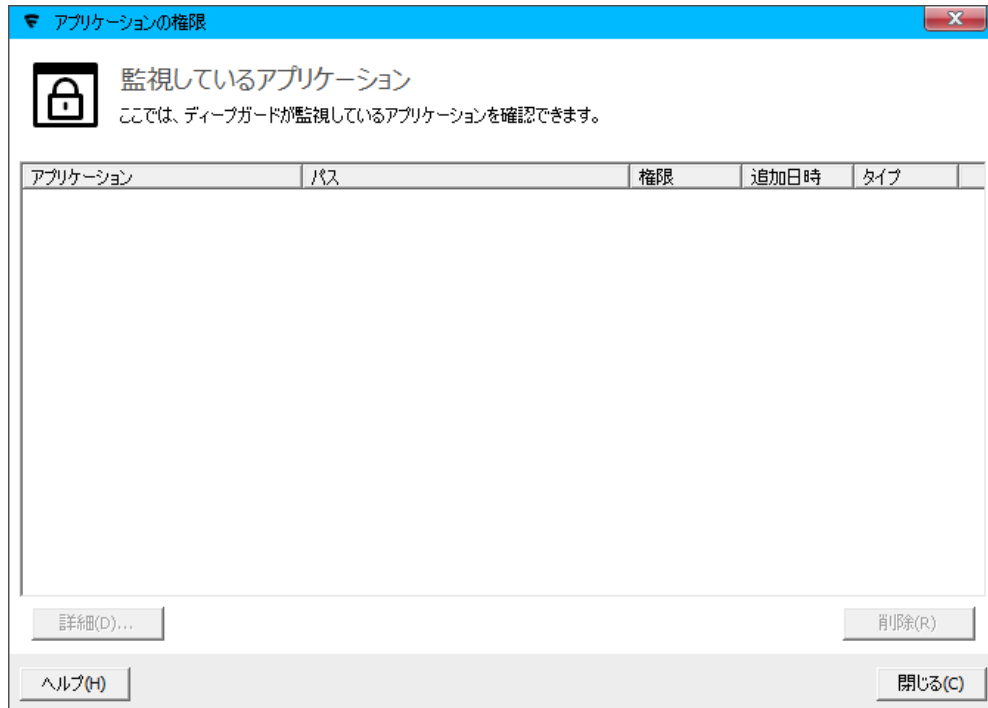 アプリケーションの権限
監視しているアプリケーション
ここでは、ディープガードが監視しているアプリケーションを確認できます。
アプリケーション パス 権限 追加日時 タイプ
詳細(D)... 削除(R)
ヘルプ(H) 閉じる(C)